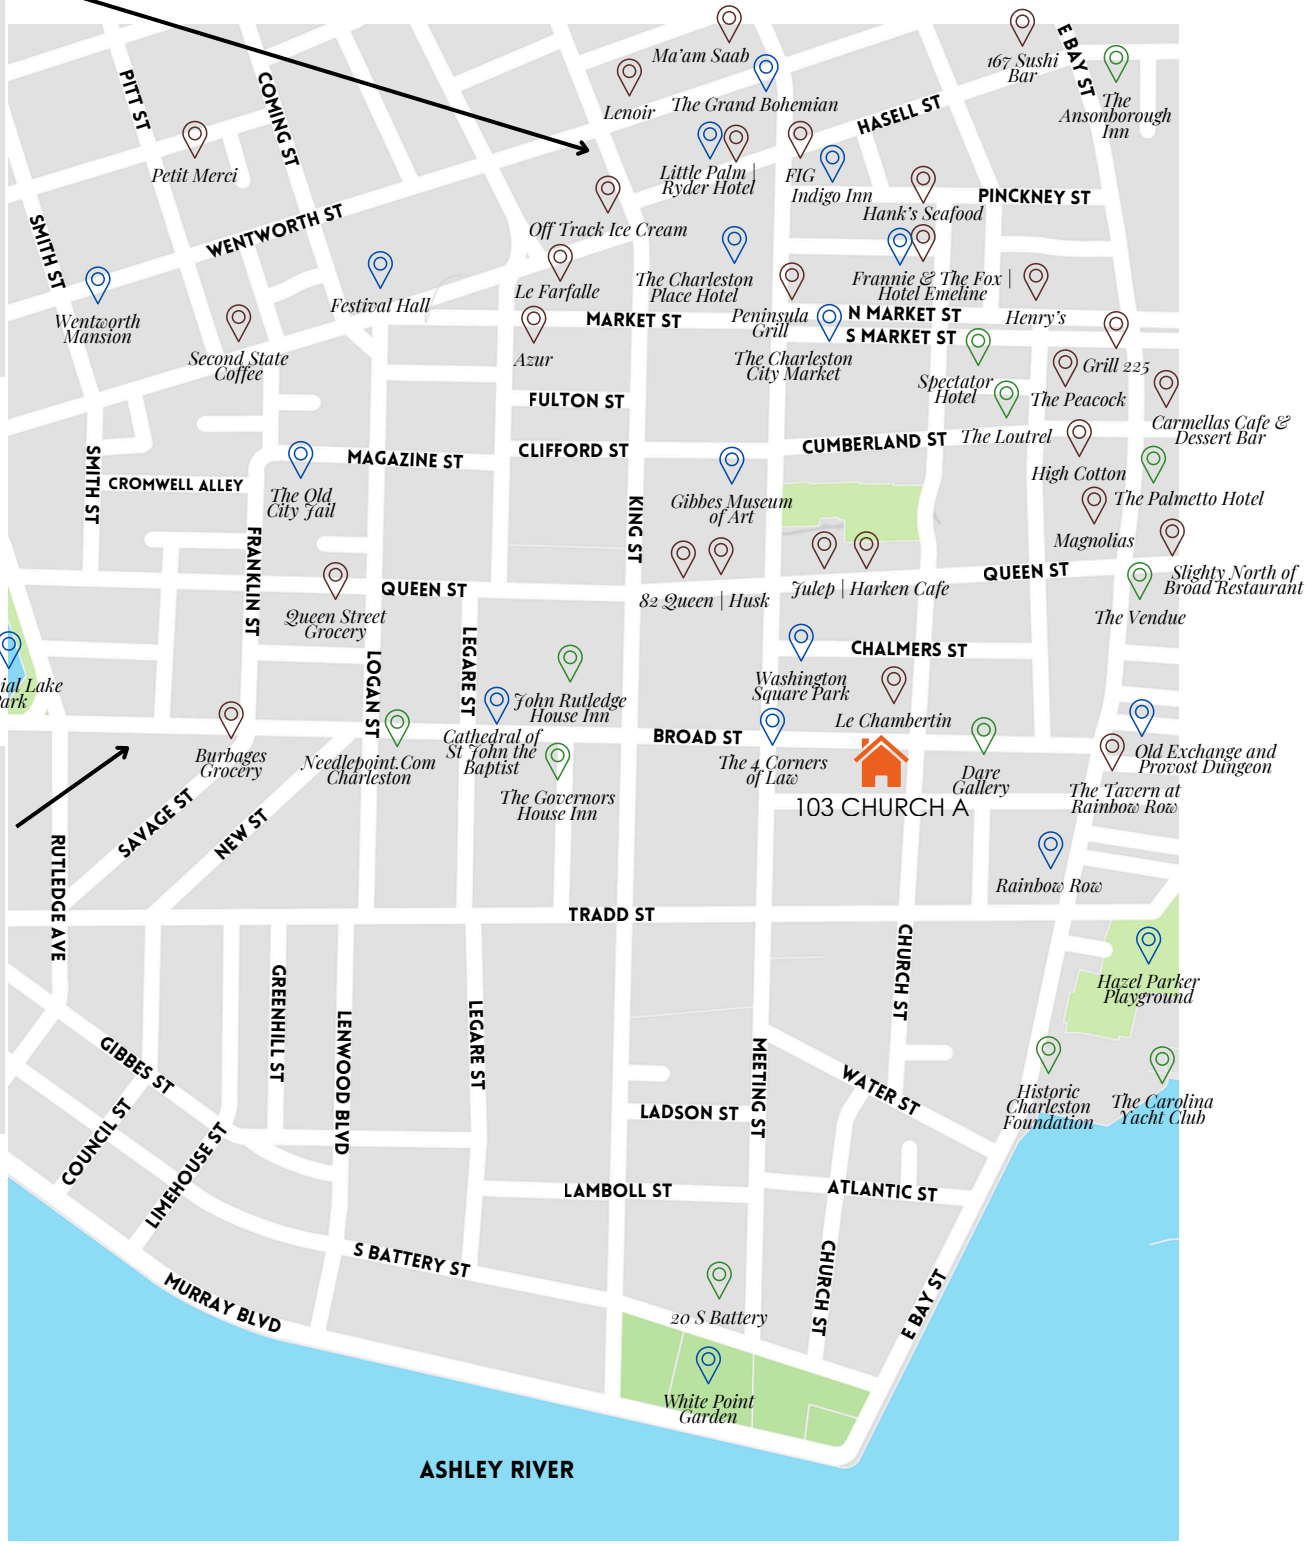 Ma'am Saab
167 Sushi
Bar
E BAY ST
The
Ansonborough
Inn
PITT ST
COMING ST
Lenoir
The Grand Bohemian
HASELL ST
Petit Merci
Little Palm |
Ryder Hotel
FIG
Indigo Inn
Hank's Seafood
PINCKNEY ST
SMITH ST
WENTWORTH ST
Off Track Ice Cream
Wentworth
Mansion
Festival Hall
Le Farfalle
The Charleston
Place Hotel
Frannie & The Fox |
Hotel Emeline
Second State
Coffee
Azur
MARKET ST
Peninsula
Grill
N MARKET ST
S MARKET ST
Henry's
The Charleston
City Market
Grill 225
Spectator
Hotel
The Peacock
FULTON ST
Carmellas Cafe &
Dessert Bar
CLIFFORD ST
CUMBERLAND ST
The Loutrel
SMITH ST
MAGAZINE ST
High Cotton
CROMWELL ALLEY
The Old
City Jail
Gibbes Museum
of Art
The Palmetto Hotel
KING ST
Magnolias
FRANKLIN ST
QUEEN ST
82 Queen | Husk
Julep | Harken Cafe
QUEEN ST
Slighty North of
Broad Restaurant
Queen Street
Grocery
The Vendue
LEGARE ST
LOGAN ST
CHALMERS ST
ial Lake
ark
John Rutledge
House Inn
Washington
Square Park
Le Chambertin
Burbages
Grocery
Needlepoint.Com
Charleston
Cathedral of
St John the
Baptist
BROAD ST
The 4 Corners
of Law
Dare
Gallery
Old Exchange and
Provost Dungeon
The Governors
House Inn
103 CHURCH A
The Tavern at
Rainbow Row
SAVAGE ST
NEW ST
RUTLEDGE AVE
Rainbow Row
TRADD ST
GREENHILL ST
LENWOOD BLVD
LEGARE ST
CHURCH ST
Hazel Parker
Playground
GIBBES ST
MEETING ST
WATER ST
Historic
Charleston
Foundation
The Carolina
Yacht Club
COUNCIL ST
LIMEHOUSE ST
LADSON ST
LAMBOLL ST
ATLANTIC ST
S BATTERY ST
CHURCH ST
E BAY ST
MURRAY BLVD
20 S Battery
White Point
Garden
ASHLEY RIVER